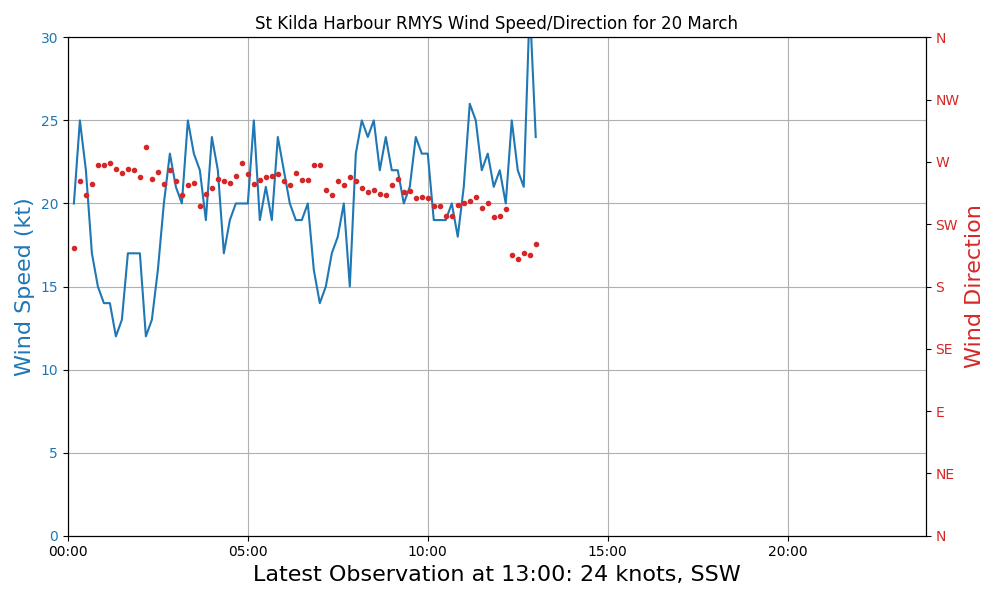 St Kilda Harbour RMYS Wind Speed/Direction for 20 March
30
25
20
15
10
5
0
Wind Speed (kt)
N
NW
W
SW
S
SE
E
NE
N
Wind Direction
00:00
05:00
10:00
15:00
20:00
Latest Observation at 13:00: 24 knots, SSW